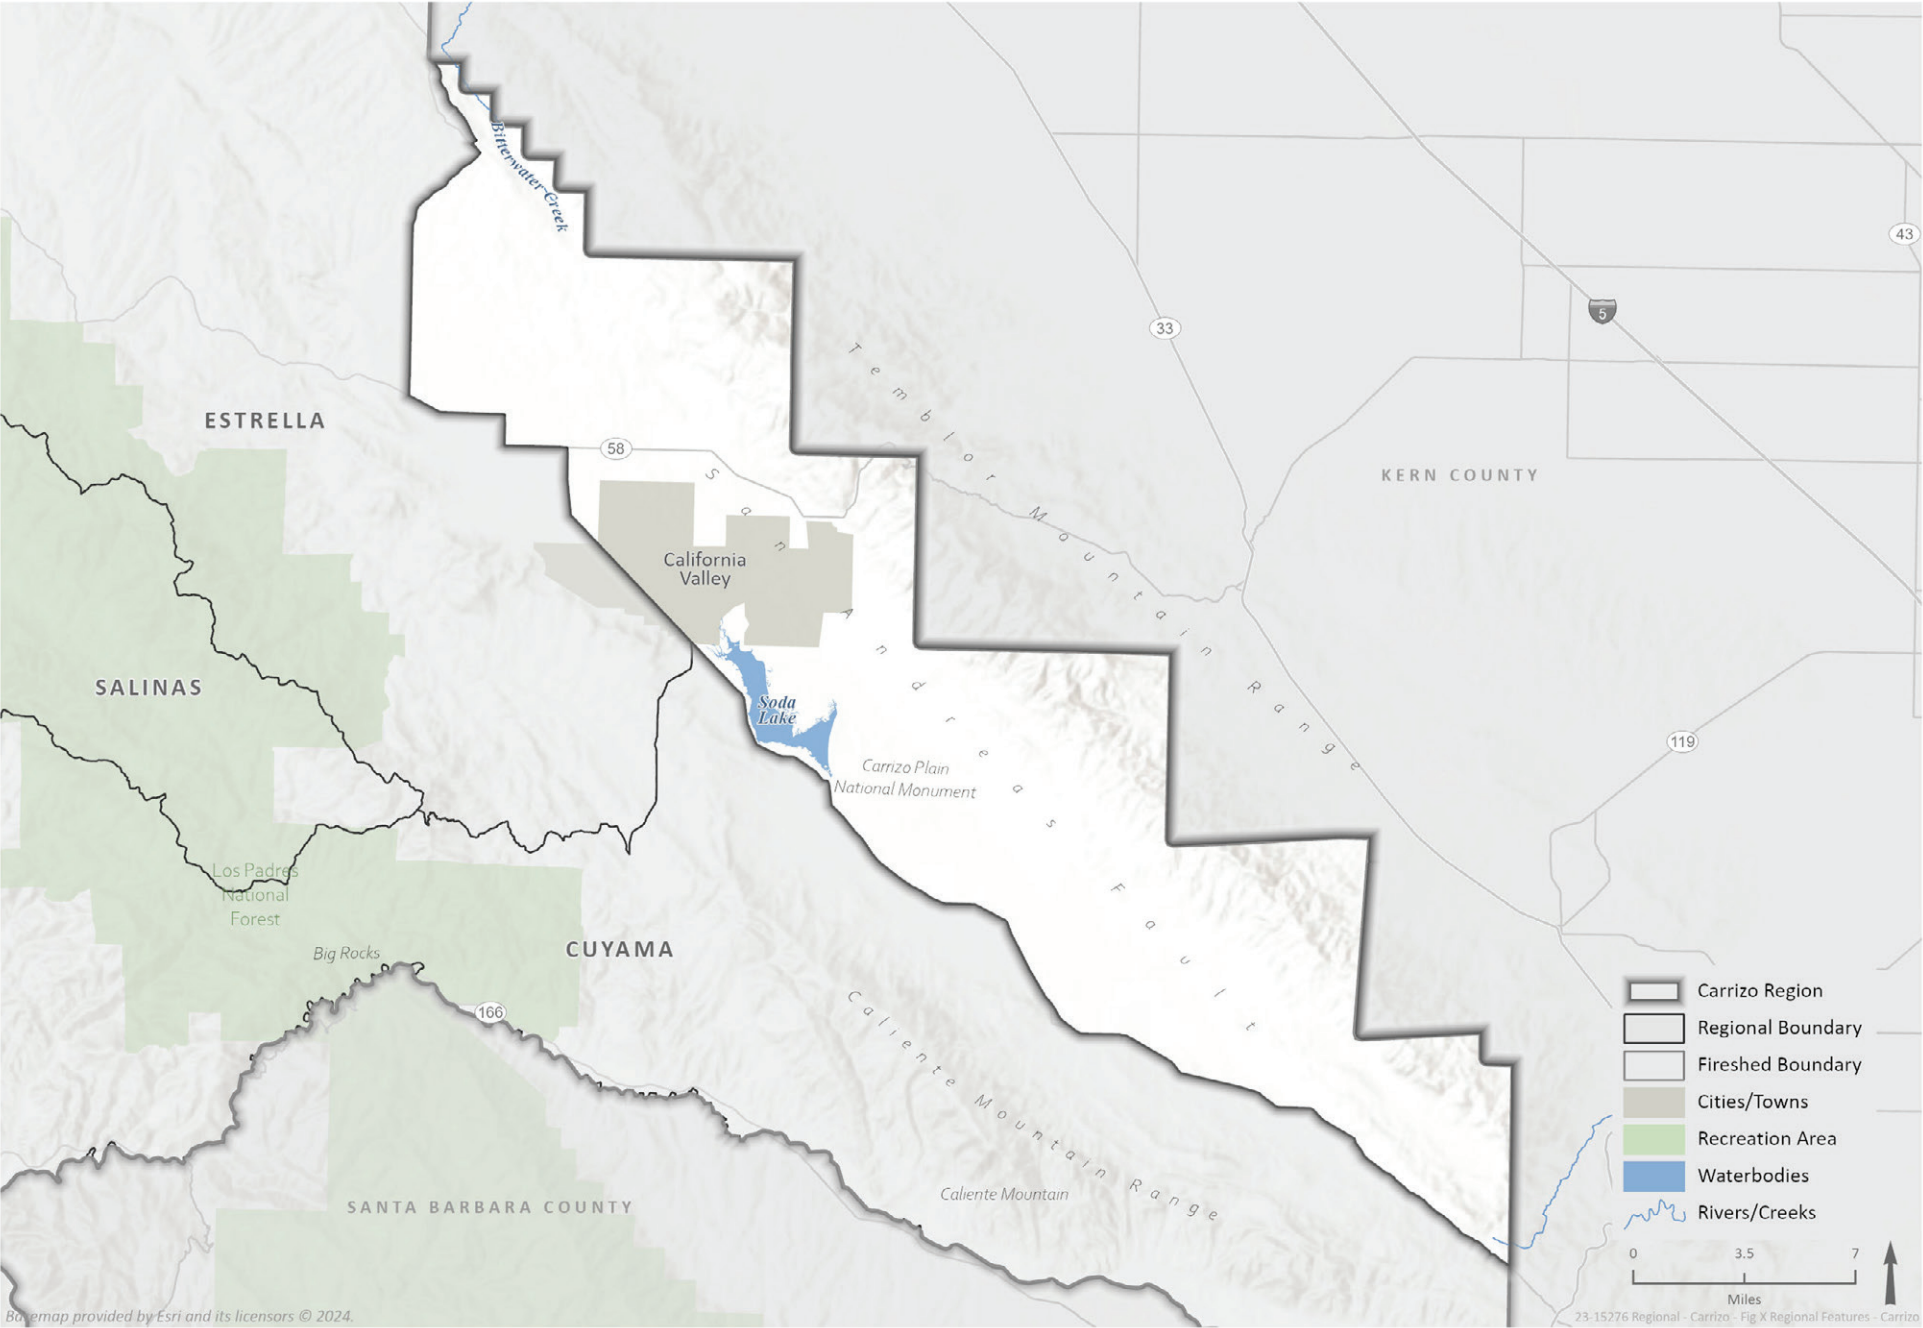 Bitterwater Creek
43
5
33
Temblor Mountain Range
ESTRELLA
58
KERN COUNTY
San Andreas Fault
California
Valley
SALINAS
Soda
Lake
119
Carrizo Plain
National Monument
Los Padres
National
Forest
Big Rocks
CUYAMA
166
Caliente Mountain Range
Caliente Mountain
SANTA BARBARA COUNTY
Carrizo Region
Regional Boundary
Fireshed Boundary
Cities/Towns
Recreation Area
Waterbodies
Rivers/Creeks
0 3.5 7
Miles
Basemap provided by Esri and its licensors © 2024.
23-15276 Regional - Carrizo - Fig X Regional Features - Carrizo